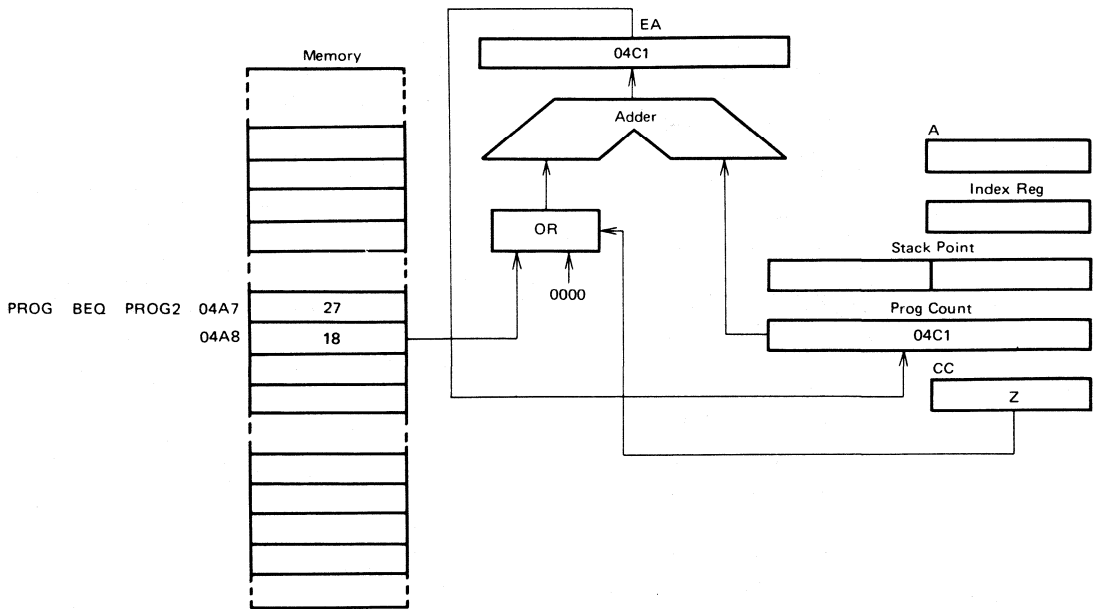 EA
04C1
Memory
Adder
A
Index Reg
OR
Stack Point
0000
PROG BEQ PROG2 04A7 27
Prog Count
04A8 18
04C1
CC
Z